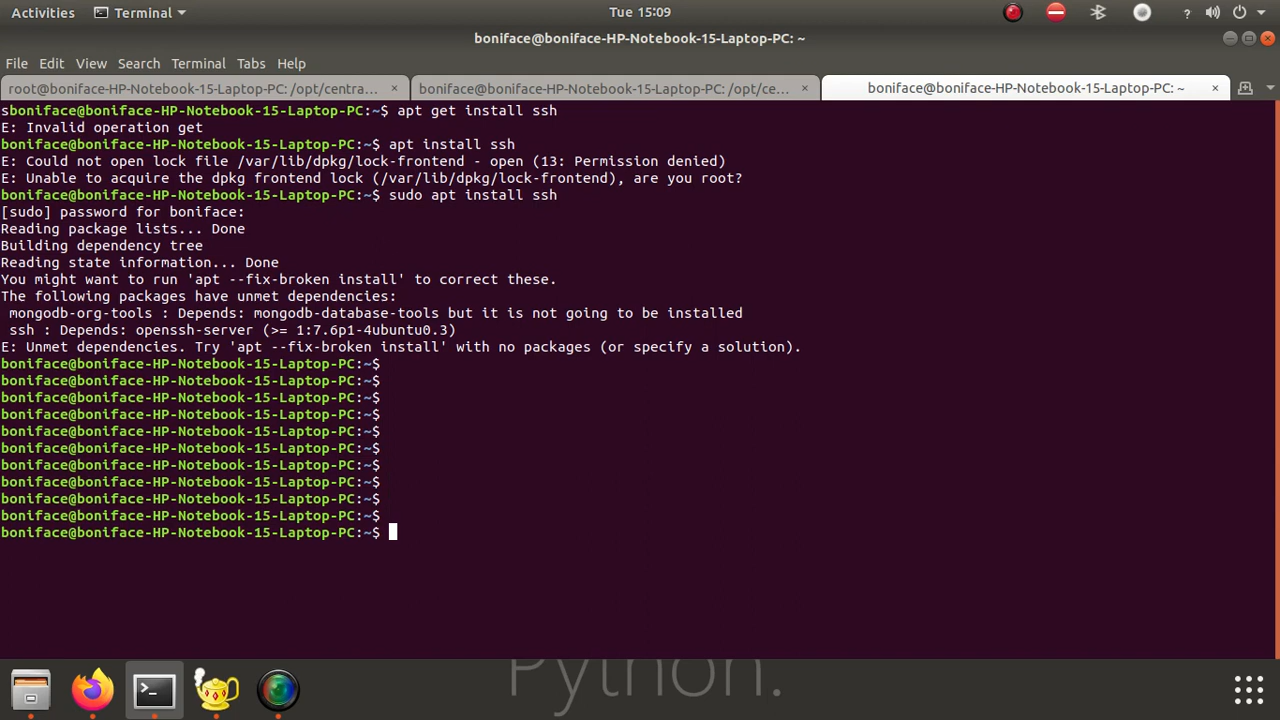 Activities Terminal Tue 15:09 ?
boniface@boniface-HP-Notebook-15-Laptop-PC: ~
File Edit View Search Terminal Tabs Help
root@boniface-HP-Notebook-15-Laptop-PC: /opt/centra... × boniface@boniface-HP-Notebook-15-Laptop-PC: /opt/ce... × boniface@boniface-HP-Notebook-15-Laptop-PC: ~ ×
sboniface@boniface-HP-Notebook-15-Laptop-PC:~$ apt get install ssh
E: Invalid operation get
boniface@boniface-HP-Notebook-15-Laptop-PC:~$ apt install ssh
E: Could not open lock file /var/lib/dpkg/lock-frontend - open (13: Permission denied)
E: Unable to acquire the dpkg frontend lock (/var/lib/dpkg/lock-frontend), are you root?
boniface@boniface-HP-Notebook-15-Laptop-PC:~$ sudo apt install ssh
[sudo] password for boniface:
Reading package lists... Done
Building dependency tree
Reading state information... Done
You might want to run 'apt --fix-broken install' to correct these.
The following packages have unmet dependencies:
 mongodb-org-tools : Depends: mongodb-database-tools but it is not going to be installed
 ssh : Depends: openssh-server (>= 1:7.6p1-4ubuntu0.3)
E: Unmet dependencies. Try 'apt --fix-broken install' with no packages (or specify a solution).
boniface@boniface-HP-Notebook-15-Laptop-PC:~$
boniface@boniface-HP-Notebook-15-Laptop-PC:~$
boniface@boniface-HP-Notebook-15-Laptop-PC:~$
boniface@boniface-HP-Notebook-15-Laptop-PC:~$
boniface@boniface-HP-Notebook-15-Laptop-PC:~$
boniface@boniface-HP-Notebook-15-Laptop-PC:~$
boniface@boniface-HP-Notebook-15-Laptop-PC:~$
boniface@boniface-HP-Notebook-15-Laptop-PC:~$
boniface@boniface-HP-Notebook-15-Laptop-PC:~$
boniface@boniface-HP-Notebook-15-Laptop-PC:~$
boniface@boniface-HP-Notebook-15-Laptop-PC:~$
Python.